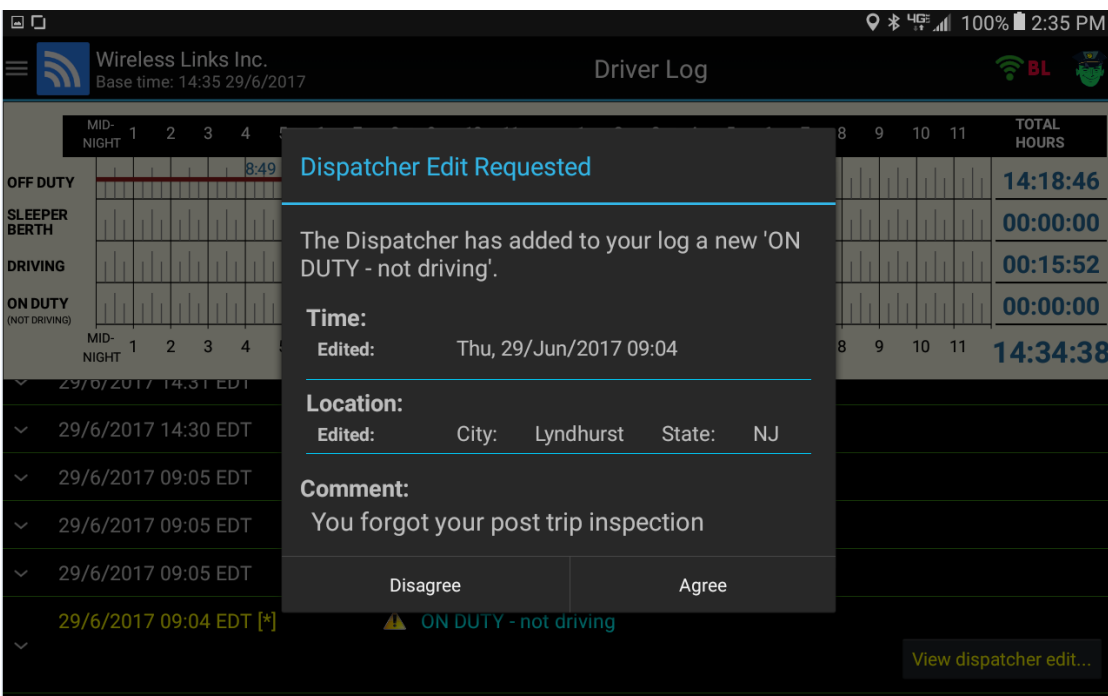 4GE 100% 2:35 PM
Wireless Links Inc.
Base time: 14:35 29/6/2017
Driver Log
BL
MID-
NIGHT 1 2 3 4 8 9 10 11
TOTAL
HOURS
8:49
OFF DUTY 14:18:46
SLEEPER
BERTH 00:00:00
DRIVING 00:15:52
ON DUTY
(NOT DRIVING) 00:00:00
MID-
NIGHT 1 2 3 4 8 9 10 11 14:34:38
Dispatcher Edit Requested
The Dispatcher has added to your log a new 'ON
DUTY - not driving'.
Time:
Edited: Thu, 29/Jun/2017 09:04
Location:
Edited: City: Lyndhurst State: NJ
Comment:
You forgot your post trip inspection
Disagree Agree
29/6/2017 14:31 EDT
29/6/2017 14:30 EDT
29/6/2017 09:05 EDT
29/6/2017 09:05 EDT
29/6/2017 09:05 EDT
29/6/2017 09:04 EDT [*] ON DUTY - not driving
View dispatcher edit...